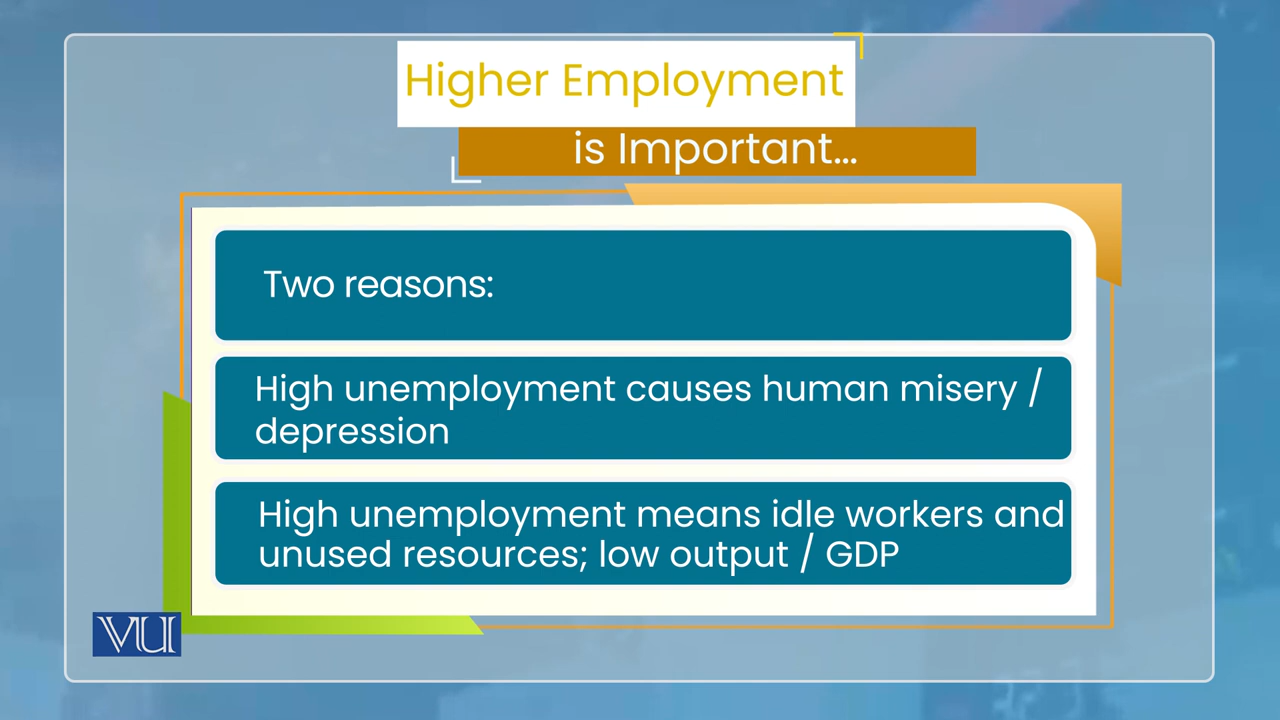 Higher Employment
is Important...
Two reasons:
High unemployment causes human misery /
depression
High unemployment means idle workers and
unused resources; low output / GDP
VU